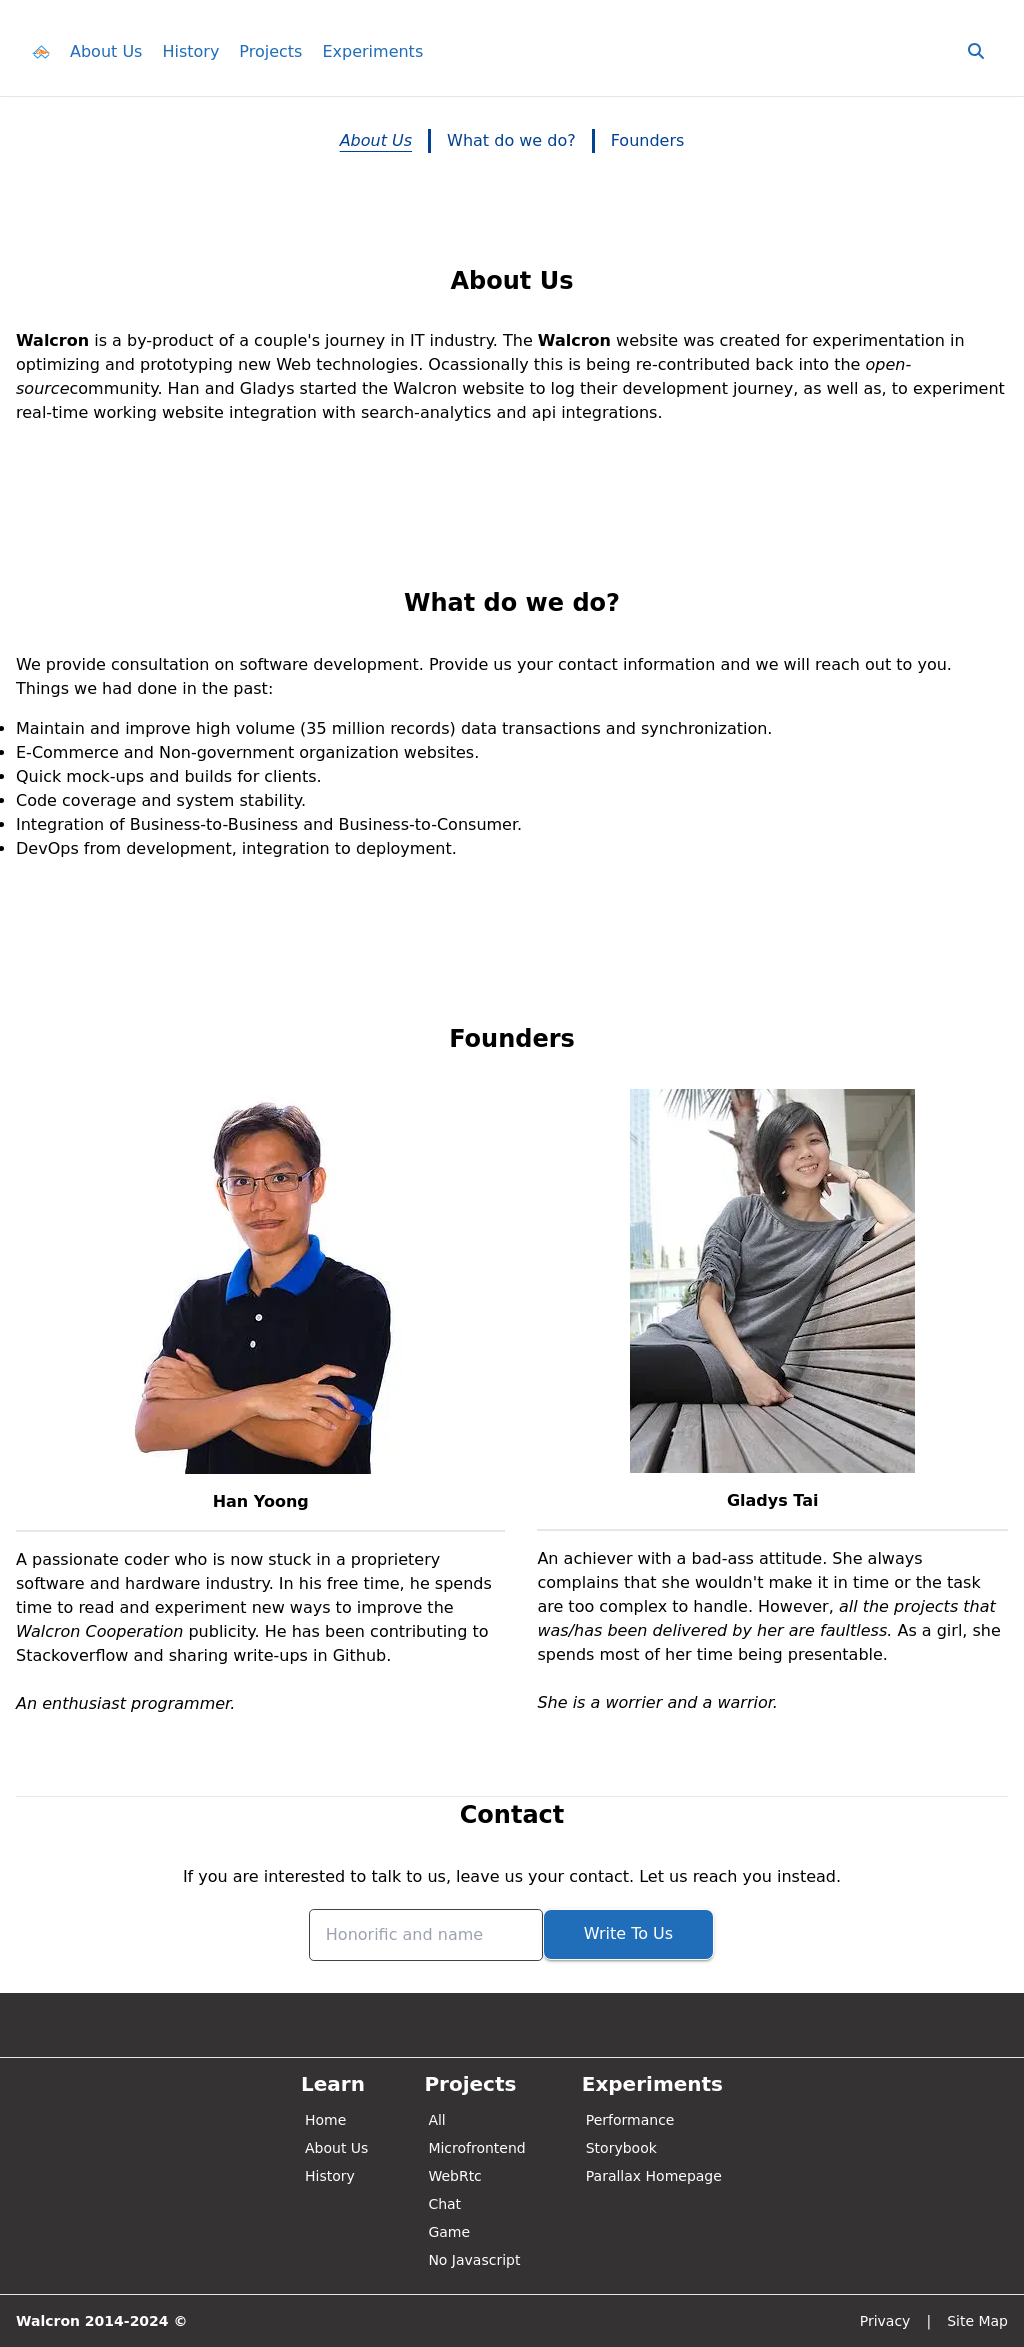 About Us History Projects Experiments
About Us What do we do? Founders
About Us
Walcron is a by-product of a couple's journey in IT industry. The Walcron website was created for experimentation in
optimizing and prototyping new Web technologies. Ocassionally this is being re-contributed back into the open-
sourcecommunity. Han and Gladys started the Walcron website to log their development journey, as well as, to experiment
real-time working website integration with search-analytics and api integrations.
What do we do?
We provide consultation on software development. Provide us your contact information and we will reach out to you.
Things we had done in the past:
• Maintain and improve high volume (35 million records) data transactions and synchronization.
• E-Commerce and Non-government organization websites.
• Quick mock-ups and builds for clients.
• Code coverage and system stability.
• Integration of Business-to-Business and Business-to-Consumer.
• DevOps from development, integration to deployment.
Founders
Han Yoong
A passionate coder who is now stuck in a proprietery
software and hardware industry. In his free time, he spends
time to read and experiment new ways to improve the
Walcron Cooperation publicity. He has been contributing to
Stackoverflow and sharing write-ups in Github.
An enthusiast programmer.
Gladys Tai
An achiever with a bad-ass attitude. She always
complains that she wouldn't make it in time or the task
are too complex to handle. However, all the projects that
was/has been delivered by her are faultless. As a girl, she
spends most of her time being presentable.
She is a worrier and a warrior.
Contact
If you are interested to talk to us, leave us your contact. Let us reach you instead.
Honorific and name Write To Us
Learn
Home
About Us
History
Projects
All
Microfrontend
WebRtc
Chat
Game
No Javascript
Experiments
Performance
Storybook
Parallax Homepage
Walcron 2014-2024 © Privacy | Site Map